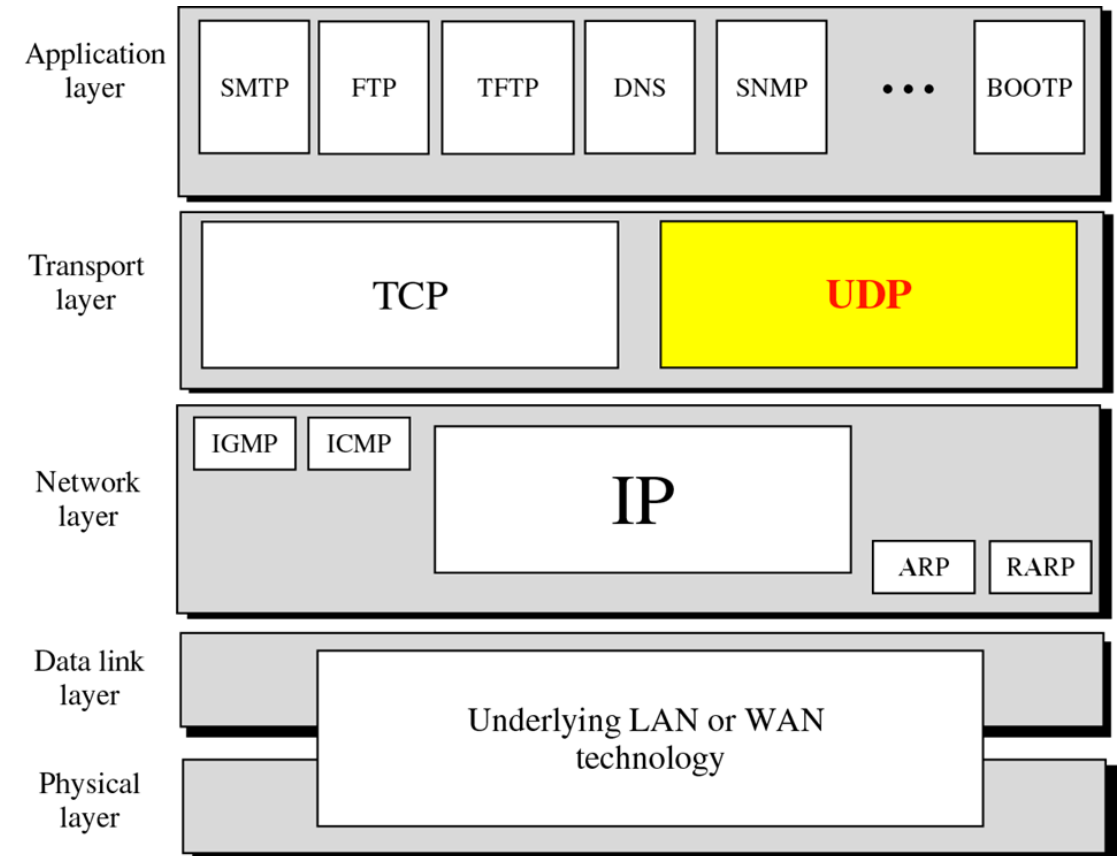 Application
layer
SMTP
FTP
TFTP
DNS
SNMP
...
BOOTP
Transport
layer
TCP
UDP
Network
layer
IGMP
ICMP
IP
ARP
RARP
Data link
layer
Underlying LAN or WAN
technology
Physical
layer